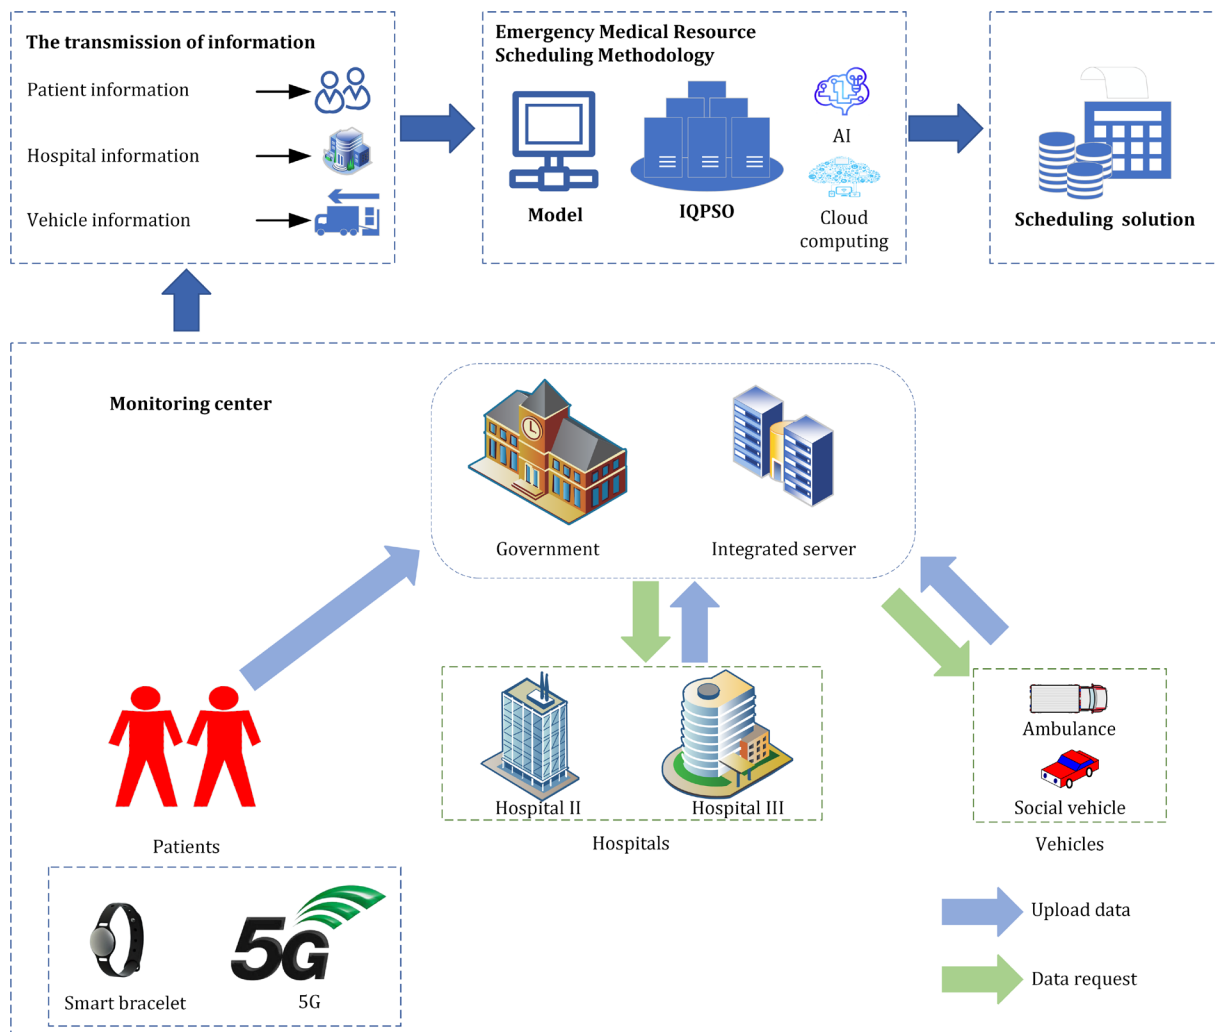 The transmission of information
Patient information
Hospital information
Vehicle information
Emergency Medical Resource
Scheduling Methodology
Model
IQPSO
AI
Cloud
computing
Scheduling solution
Monitoring center
Government
Integrated server
Patients
Hospital II
Hospital III
Hospitals
Ambulance
Social vehicle
Vehicles
5G
Smart bracelet
5G
Upload data
Data request